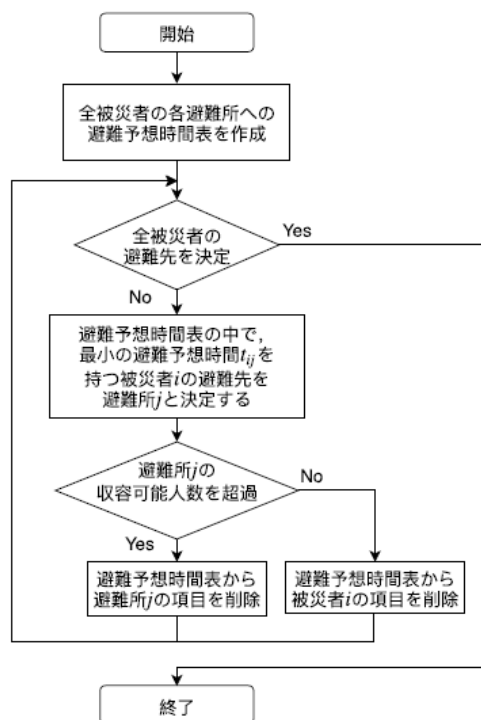 開始
全被災者の各避難所への
避難予想時間表を作成
全被災者の
避難先を決定
Yes
No
避難予想時間表の中で,
最小の避難予想時間tᵢⱼを
持つ被災者iの避難先を
避難所jと決定する
避難所jの
収容可能人数を超過
No
Yes
避難予想時間表から
避難所jの項目を削除
避難予想時間表から
被災者iの項目を削除
終了